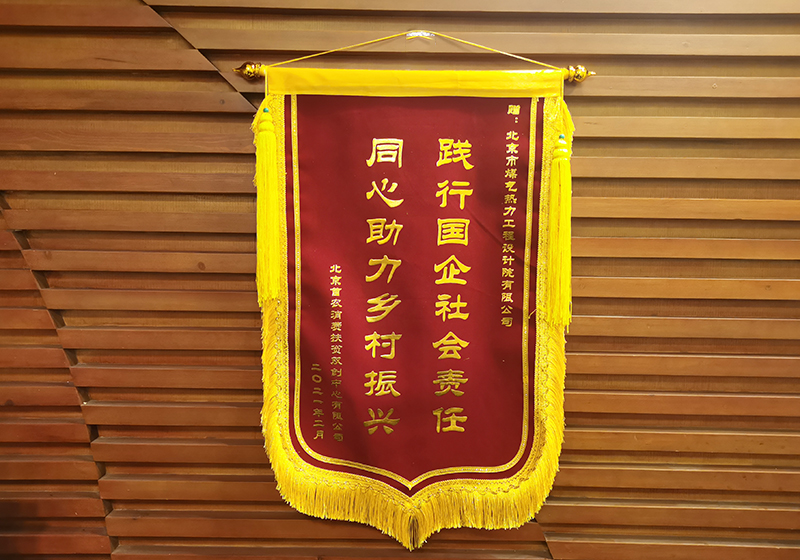 赠：北京市煤气热力工程设计院有限公司
践行国企社会责任
同心助力乡村振兴
北京首农消费扶贫双创中心有限公司
二〇二一年二月